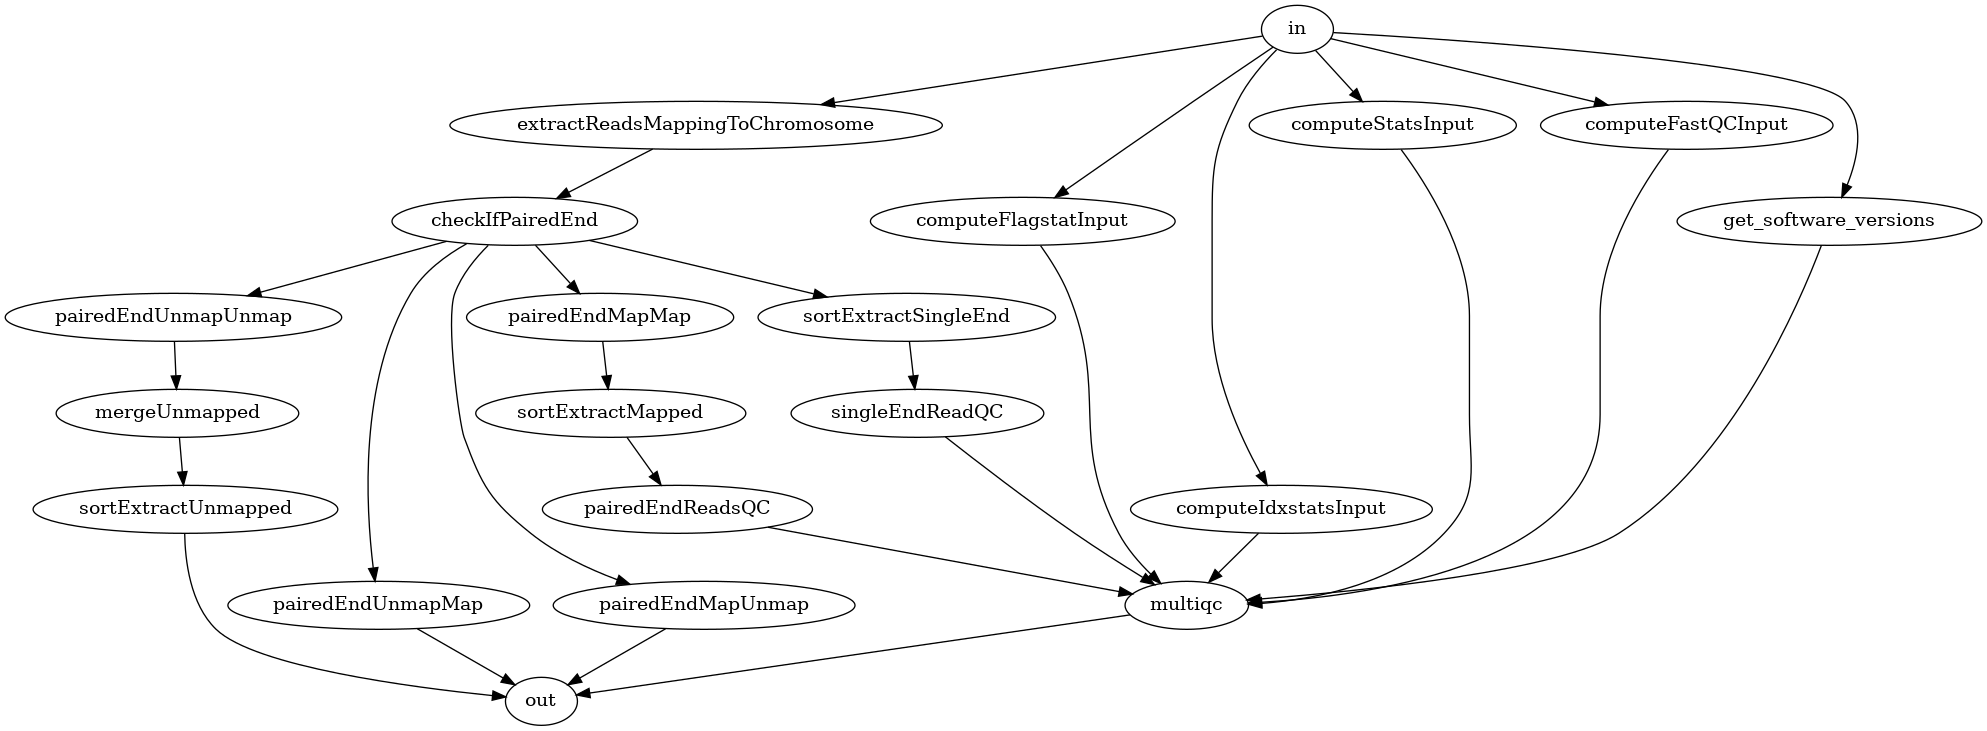 in
extractReadsMappingToChromosome
computeStatsInput
computeFastQCInput
checkIfPairedEnd
computeFlagstatInput
get_software_versions
pairedEndUnmapUnmap
pairedEndMapMap
sortExtractSingleEnd
mergeUnmapped
sortExtractMapped
singleEndReadQC
sortExtractUnmapped
pairedEndReadsQC
computeIdxstatsInput
pairedEndUnmapMap
pairedEndMapUnmap
multiqc
out